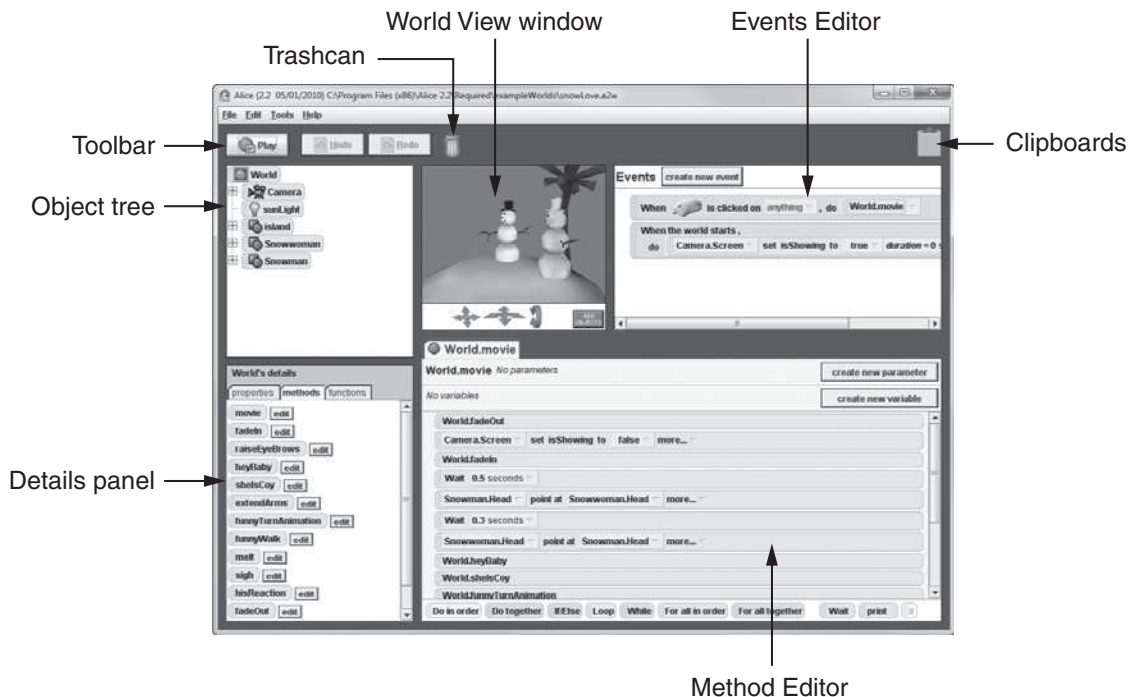 World View window
Events Editor
Trashcan
Alice (2.2 05/01/2010) C:\Program Files (x86)\Alice 2.2\Required\exampleWorlds\snowLove.a2w
File Edit Tools Help
Toolbar
Play
Undo
Redo
Clipboards
Object tree
World
Camera
sunLight
island
Snowwoman
Snowman
Events
create new event
When is clicked on anything , do World.movie
When the world starts ,
do Camera.Screen set isShowing to true duration = 0 s
World.movie
World.movie No parameters
create new parameter
No variables
create new variable
World's details
properties methods functions
Details panel
movie edit
fadeIn edit
raiseEyeBrows edit
heyBaby edit
sheIsCoy edit
extendArms edit
funnyTurnAnimation edit
funnyWalk edit
melt edit
sigh edit
hisReaction edit
fadeOut edit
World.fadeOut
Camera.Screen set isShowing to false more...
World.fadeIn
Wait 0.5 seconds
Snowman.Head point at Snowwoman.Head more...
Wait 0.3 seconds
Snowwoman.Head point at Snowman.Head more...
World.heyBaby
World.sheIsCoy
World.funnyTurnAnimation
Do in order Do together If/Else Loop While For all in order For all together Wait print
Method Editor